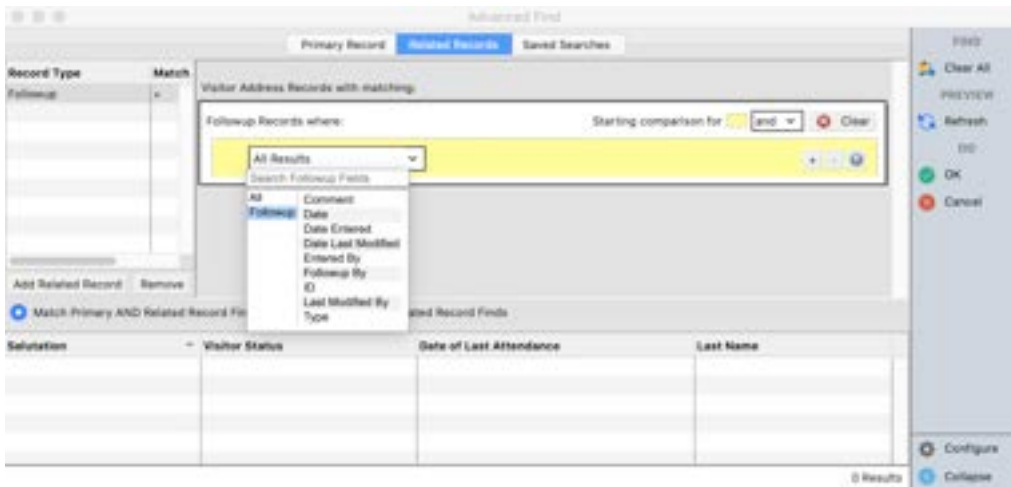 Advanced Find
Primary Record Related Records Saved Searches
Record Type Match
Followup
Visitor Address Records with matching:
Followup Records where: Starting comparison for and Clear
All Results
Search Followup Fields
All
Followup
Comment
Date
Date Entered
Date Last Modified
Entered By
Followup By
ID
Last Modified By
Type
Add Related Record Remove
Match Primary AND Related Record Fin ated Record Finds
Salutation Visitor Status Date of Last Attendance Last Name
0 Results
FIND
Clear All
PREVIEW
Refresh
OK
Cancel
Configure
Collapse